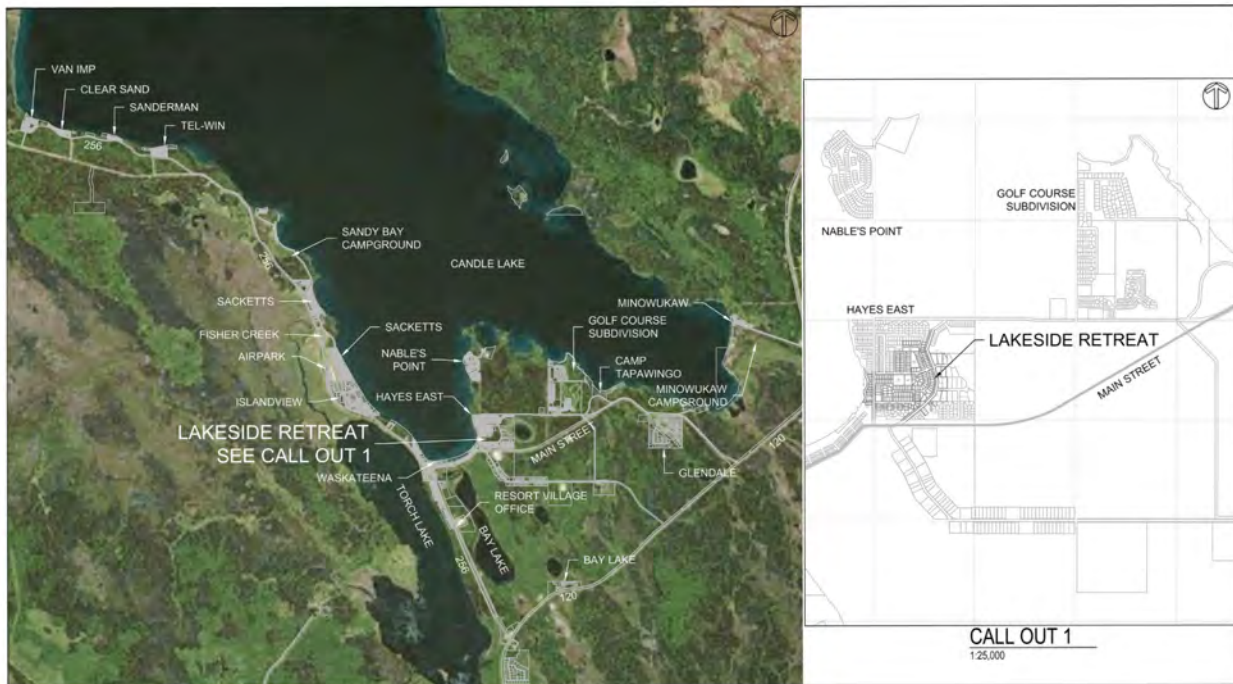 VAN IMP
CLEAR SAND
SANDERMAN
TEL-WIN
256
SANDY BAY
CAMPGROUND
256
CANDLE LAKE
SACKETTS
MINOWUKAW
FISHER CREEK
SACKETTS
GOLF COURSE
SUBDIVISION
AIRPARK
NABLE'S
POINT
CAMP
TAPAWINGO
ISLANDVIEW
HAYES EAST
MINOWUKAW
CAMPGROUND
LAKESIDE RETREAT
SEE CALL OUT 1
MAIN STREET
120
WASKATEENA
GLENDALE
TORCH LAKE
RESORT VILLAGE
OFFICE
BAY LAKE
256
BAY LAKE
120
GOLF COURSE
SUBDIVISION
NABLE'S POINT
HAYES EAST
LAKESIDE RETREAT
MAIN STREET
CALL OUT 1
1:25,000